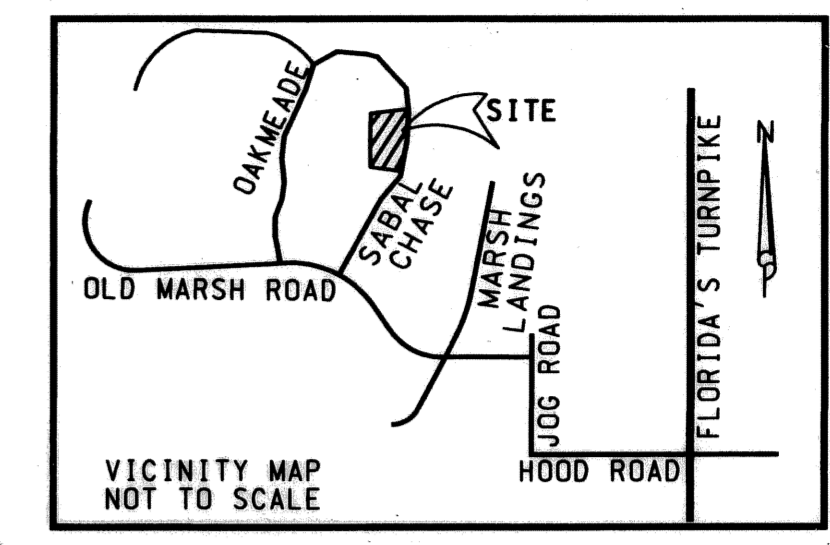 OAKMEADE
SITE
SABAL
CHASE
MARSH
LANDINGS
FLORIDA'S TURNPIKE
N
OLD MARSH ROAD
JOG ROAD
HOOD ROAD
VICINITY MAP
NOT TO SCALE